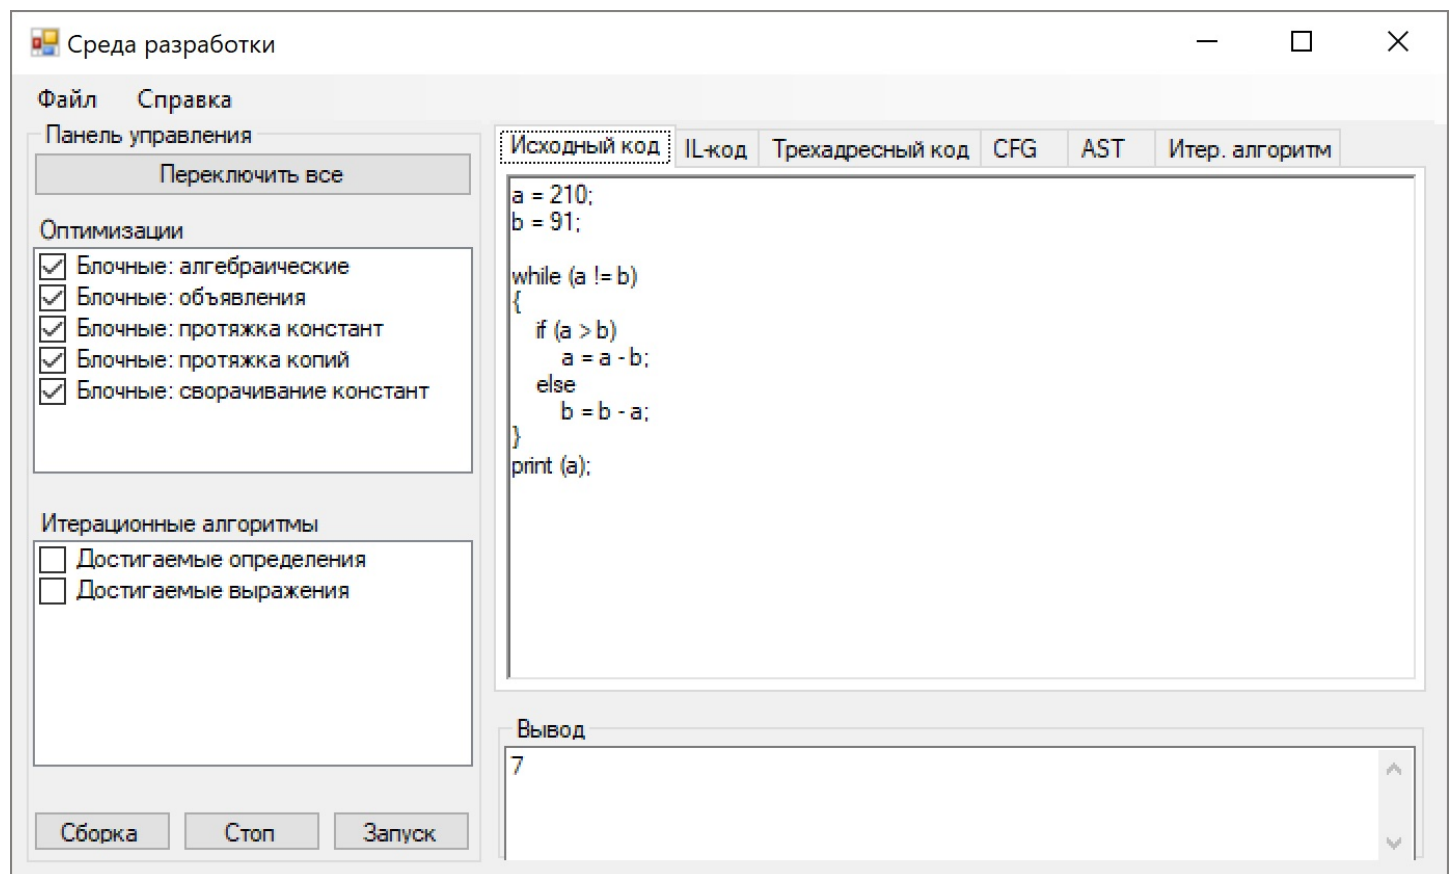 Среда разработки
Файл Справка
Панель управления
Переключить все
Оптимизации
Блочные: алгебраические
Блочные: объявления
Блочные: протяжка констант
Блочные: протяжка копий
Блочные: сворачивание констант
Итерационные алгоритмы
Достигаемые определения
Достигаемые выражения
Сборка Стоп Запуск
Исходный код IL-код Трехадресный код CFG AST Итер. алгоритм
a = 210;
b = 91;
while (a != b)
{
if (a > b)
a = a - b;
else
b = b - a;
}
print (a);
Вывод
7